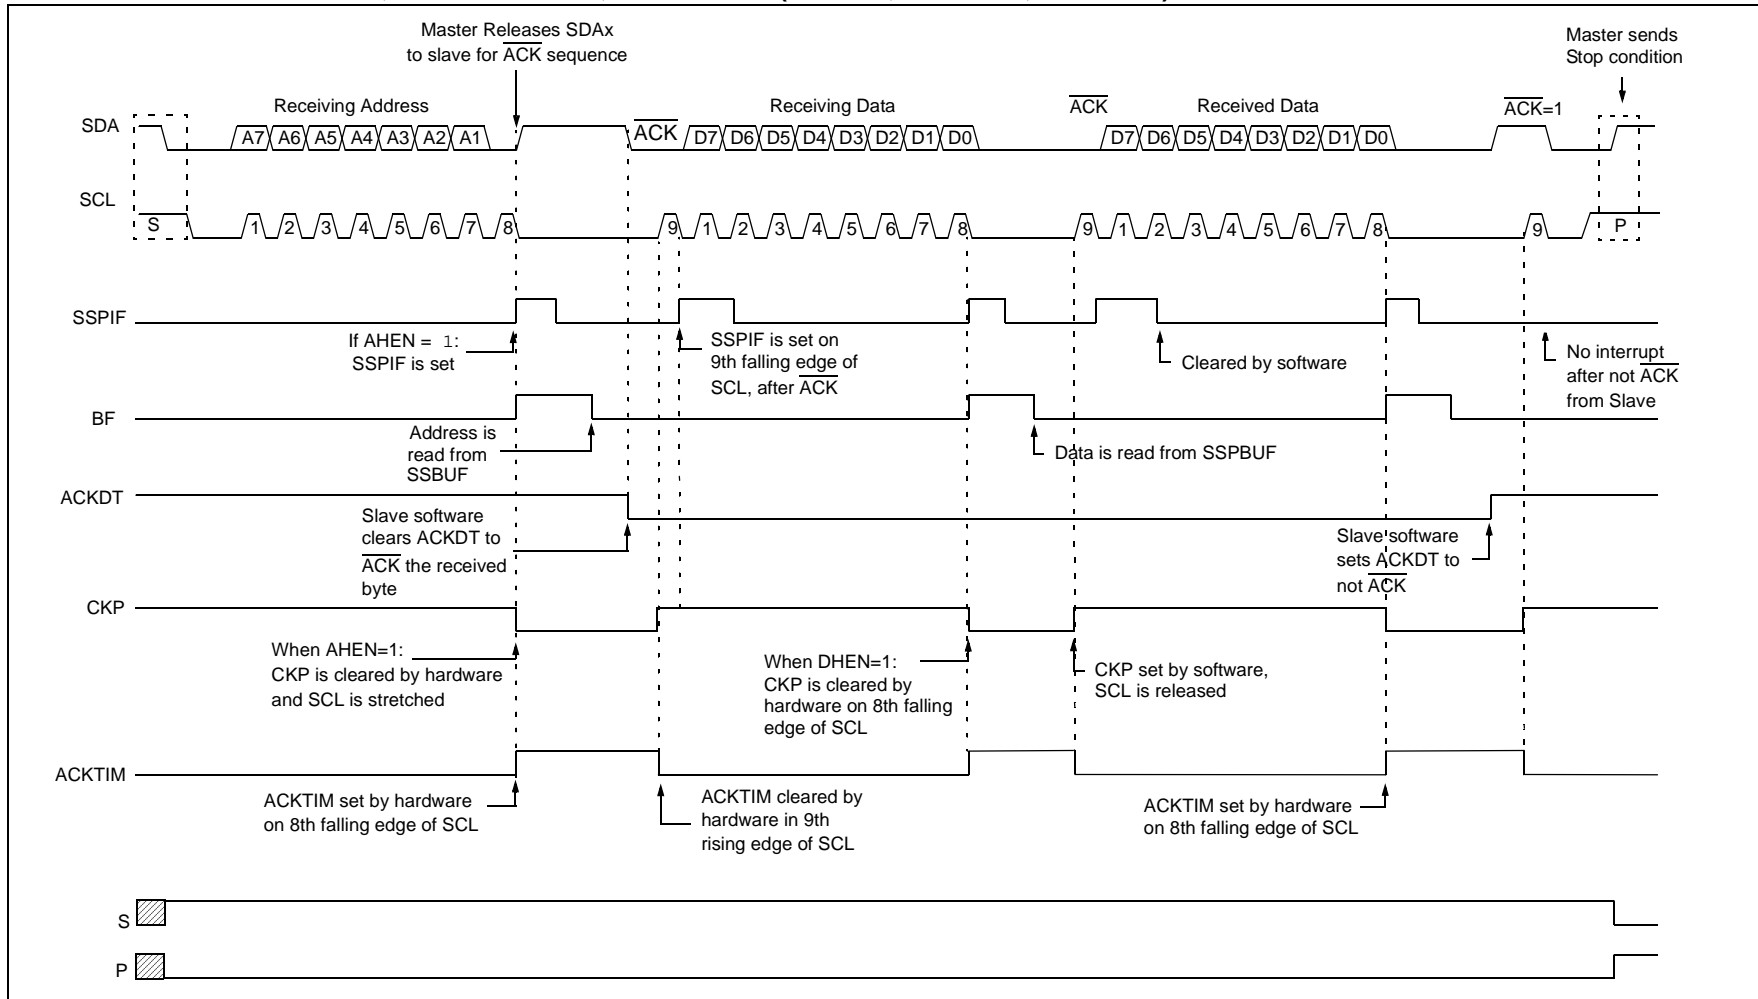 Master Releases SDAx
to slave for ACK sequence
Master sends
Stop condition
Receiving Address
Receiving Data
ACK
Received Data
ACK=1
SDA
A7 A6 A5 A4 A3 A2 A1
ACK
D7 D6 D5 D4 D3 D2 D1 D0
D7 D6 D5 D4 D3 D2 D1 D0
SCL
S
1 2 3 4 5 6 7 8
9 1 2 3 4 5 6 7 8
9 1 2 3 4 5 6 7 8
9
P
SSPIF
If AHEN = 1:
SSPIF is set
SSPIF is set on
9th falling edge of
SCL, after ACK
Cleared by software
No interrupt
after not ACK
from Slave
BF
Address is
read from
SSBUF
Data is read from SSPBUF
ACKDT
Slave software
clears ACKDT to
ACK the received
byte
Slave software
sets ACKDT to
not ACK
CKP
When AHEN=1:
CKP is cleared by hardware
and SCL is stretched
When DHEN=1:
CKP is cleared by
hardware on 8th falling
edge of SCL
CKP set by software,
SCL is released
ACKTIM
ACKTIM set by hardware
on 8th falling edge of SCL
ACKTIM cleared by
hardware in 9th
rising edge of SCL
ACKTIM set by hardware
on 8th falling edge of SCL
S
P